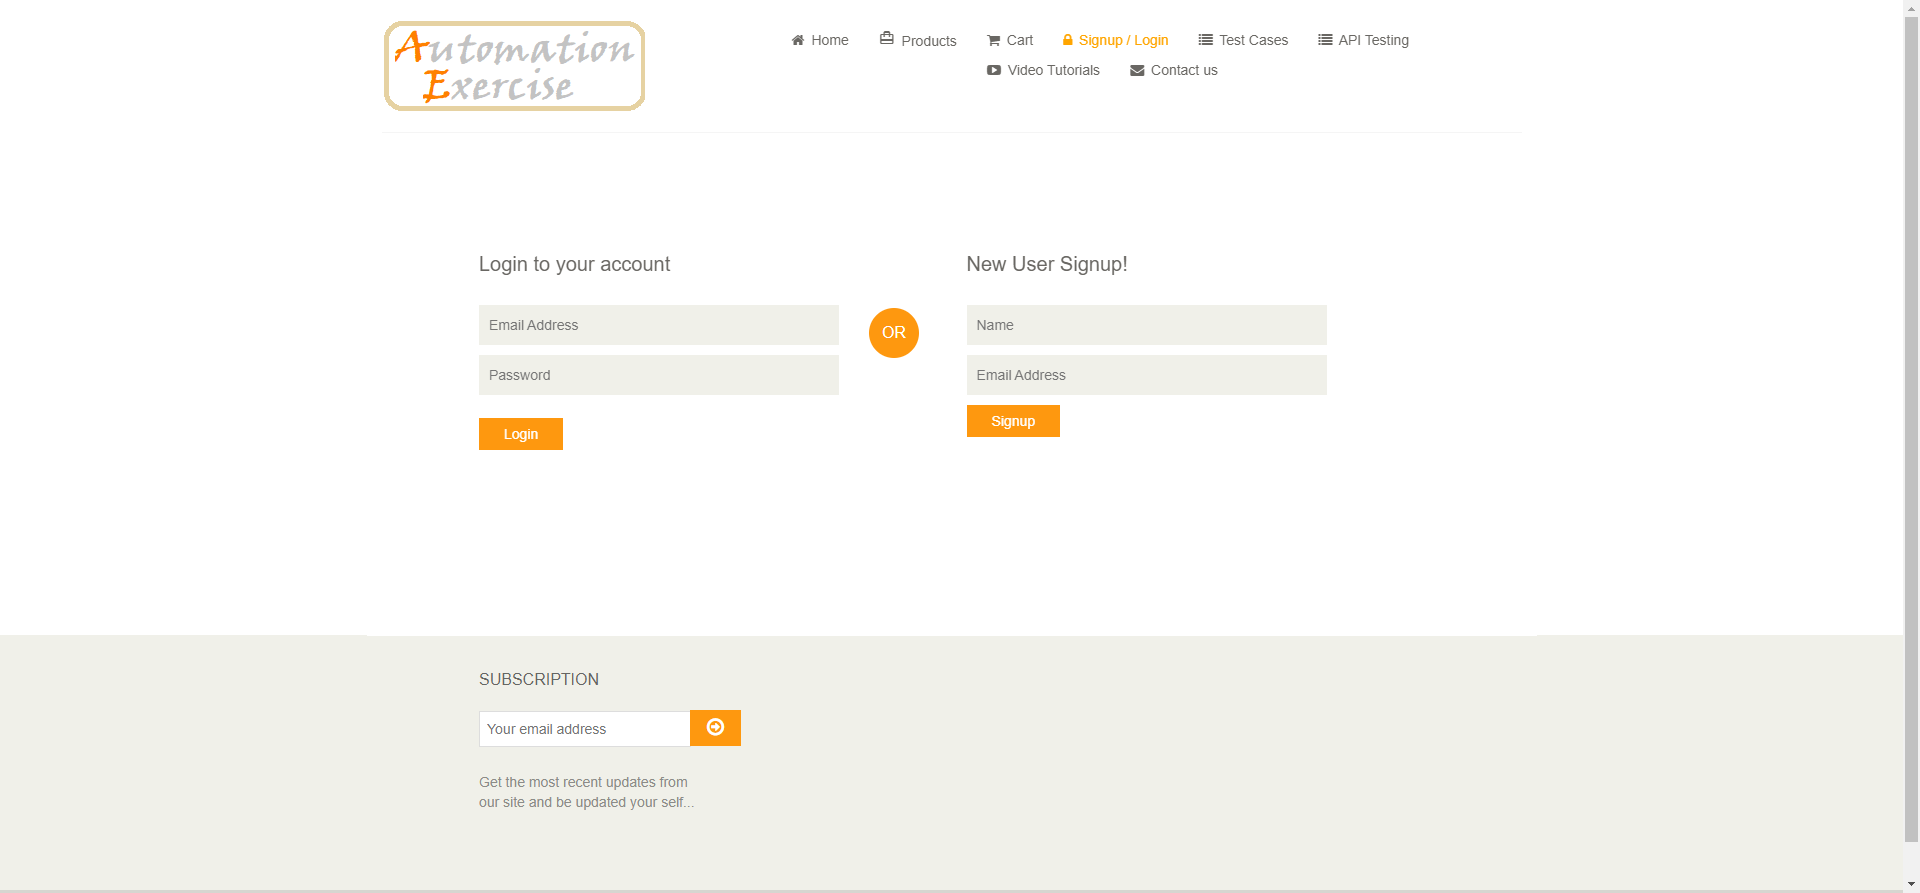 Automation
Exercise
Home Products Cart Signup / Login Test Cases API Testing
Video Tutorials Contact us
Login to your account
Email Address
Password
Login
OR
New User Signup!
Name
Email Address
Signup
SUBSCRIPTION
Your email address
Get the most recent updates from
our site and be updated your self...